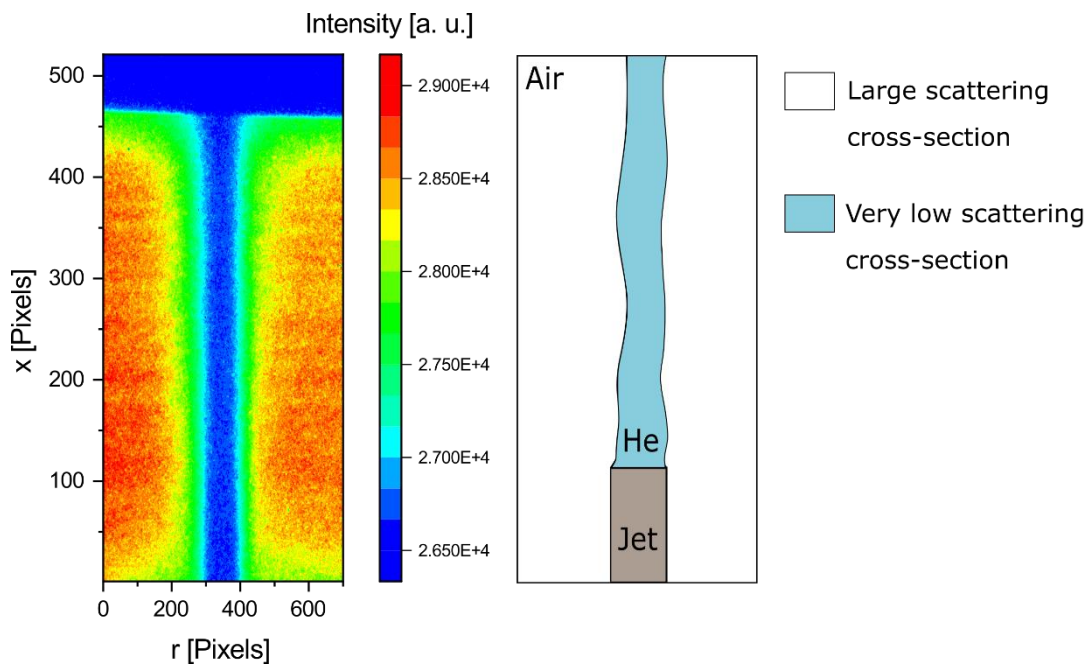 Intensity [a. u.]
500
400
300
200
100
x [Pixels]
0
200
400
600
r [Pixels]
2.900E+4
2.850E+4
2.800E+4
2.750E+4
2.700E+4
2.650E+4
Air
He
Jet
Large scattering
cross-section
Very low scattering
cross-section